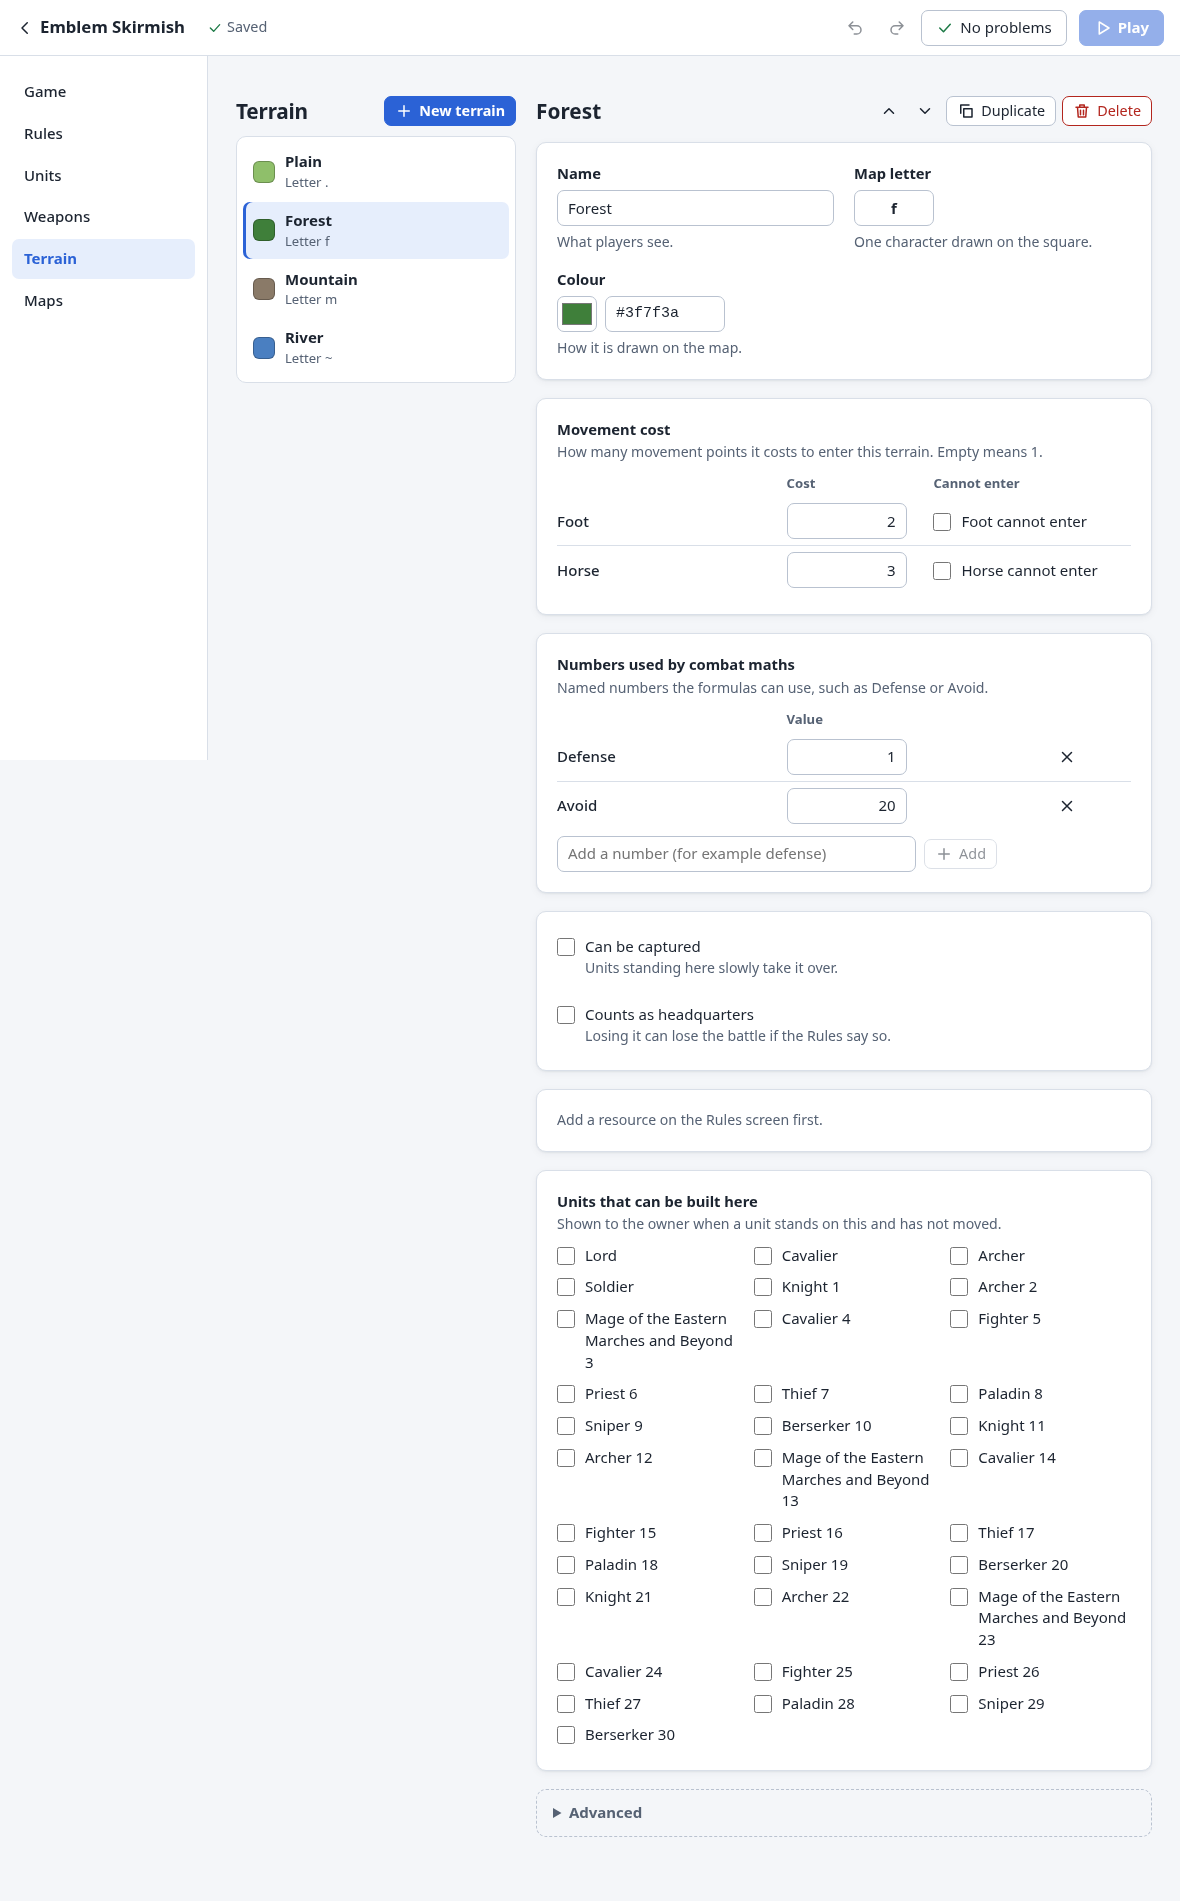 Emblem Skirmish
Saved
No problems
Play
Game
Rules
Units
Weapons
Terrain
Maps
Terrain
New terrain
Plain
Letter .
Forest
Letter f
Mountain
Letter m
River
Letter ~
Forest
Duplicate
Delete
Name
Map letter
Forest
f
What players see.
One character drawn on the square.
Colour
#3f7f3a
How it is drawn on the map.
Movement cost
How many movement points it costs to enter this terrain. Empty means 1.
Cost
Cannot enter
Foot
2
Foot cannot enter
Horse
3
Horse cannot enter
Numbers used by combat maths
Named numbers the formulas can use, such as Defense or Avoid.
Value
Defense
1
Avoid
20
Add a number (for example defense)
Add
Can be captured
Units standing here slowly take it over.
Counts as headquarters
Losing it can lose the battle if the Rules say so.
Add a resource on the Rules screen first.
Units that can be built here
Shown to the owner when a unit stands on this and has not moved.
Lord
Cavalier
Archer
Soldier
Knight 1
Archer 2
Mage of the Eastern
Marches and Beyond
3
Cavalier 4
Fighter 5
Priest 6
Thief 7
Paladin 8
Sniper 9
Berserker 10
Knight 11
Archer 12
Mage of the Eastern
Marches and Beyond
13
Cavalier 14
Fighter 15
Priest 16
Thief 17
Paladin 18
Sniper 19
Berserker 20
Knight 21
Archer 22
Mage of the Eastern
Marches and Beyond
23
Cavalier 24
Fighter 25
Priest 26
Thief 27
Paladin 28
Sniper 29
Berserker 30
Advanced